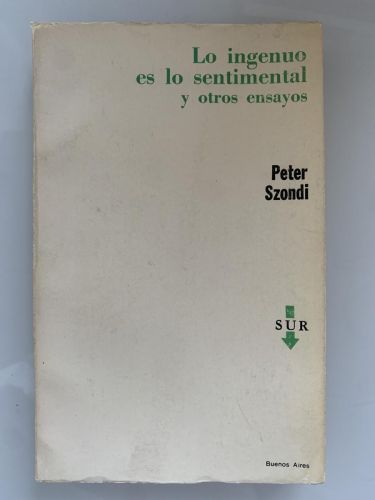 Lo ingenuo
es lo sentimental
y otros ensayos
Peter
Szondi
SUR
Buenos Aires